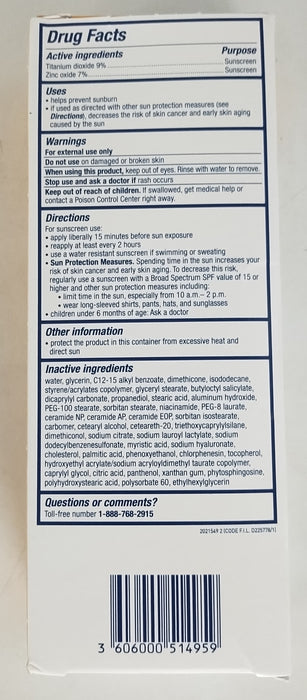 Drug Facts
Active ingredients Purpose
Titanium dioxide 9% Sunscreen
Zinc oxide 7% Sunscreen
Uses
• helps prevent sunburn
• if used as directed with other sun protection measures (see
Directions), decreases the risk of skin cancer and early skin aging
caused by the sun
Warnings
For external use only
Do not use on damaged or broken skin
When using this product, keep out of eyes. Rinse with water to remove.
Stop use and ask a doctor if rash occurs
Keep out of reach of children. If swallowed, get medical help or
contact a Poison Control Center right away.
Directions
For sunscreen use:
• apply liberally 15 minutes before sun exposure
• reapply at least every 2 hours
• use a water resistant sunscreen if swimming or sweating
• Sun Protection Measures. Spending time in the sun increases your
risk of skin cancer and early skin aging. To decrease this risk,
regularly use a sunscreen with a Broad Spectrum SPF value of 15 or
higher and other sun protection measures including:
• limit time in the sun, especially from 10 a.m.– 2 p.m.
• wear long-sleeved shirts, pants, hats, and sunglasses
• children under 6 months of age: Ask a doctor
Other information
• protect the product in this container from excessive heat and
direct sun
Inactive ingredients
water, glycerin, C12-15 alkyl benzoate, dimethicone, isododecane,
styrene/acrylates copolymer, glyceryl stearate, butyloctyl salicylate,
dicaprylyl carbonate, propanediol, stearic acid, aluminum hydroxide,
PEG-100 stearate, sorbitan stearate, niacinamide, PEG-8 laurate,
ceramide NP, ceramide AP, ceramide EOP, sorbitan isostearate,
carbomer, cetearyl alcohol, ceteareth-20, triethoxycaprylylsilane,
dimethiconol, sodium citrate, sodium lauroyl lactylate, sodium
dodecylbenzenesulfonate, myristic acid, sodium hyaluronate,
cholesterol, palmitic acid, phenoxyethanol, chlorphenesin, tocopherol,
hydroxyethyl acrylate/sodium acryloyldimethyl taurate copolymer,
caprylyl glycol, citric acid, panthenol, xanthan gum, phytosphingosine,
polyhydroxystearic acid, polysorbate 60, ethylhexylglycerin
Questions or comments?
Toll-free number 1-888-768-2915
2021549 2 (CODE F.I.L. D225778/1)
3 606000 514959